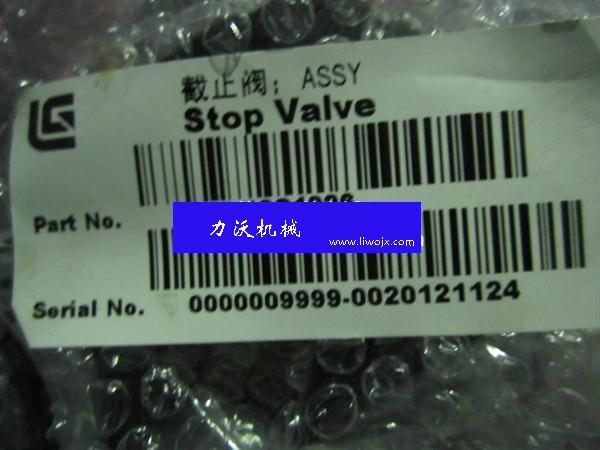 截止阀; ASSY
Stop Valve
Part No.
力沃机械
www.liwojx.com
Serial No. 0000009999-0020121124